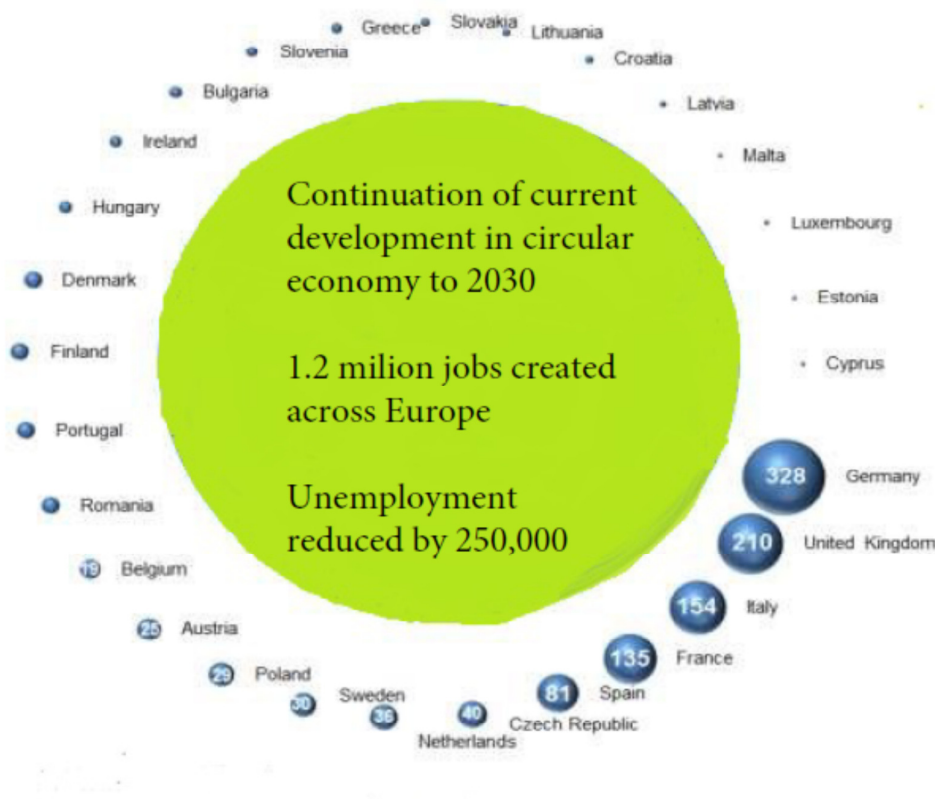 Greece
Slovakia
Lithuania
Slovenia
Croatia
Bulgaria
Latvia
Ireland
Malta
Hungary
Luxembourg
Denmark
Estonia
Finland
Cyprus
Portugal
Romania
Belgium
19
Austria
25
Poland
29
Sweden
30
36
Netherlands
40
Czech Republic
81
Spain
135
France
154
Italy
210
United Kingdom
328
Germany
Continuation of current
development in circular
economy to 2030
1.2 milion jobs created
across Europe
Unemployment
reduced by 250,000